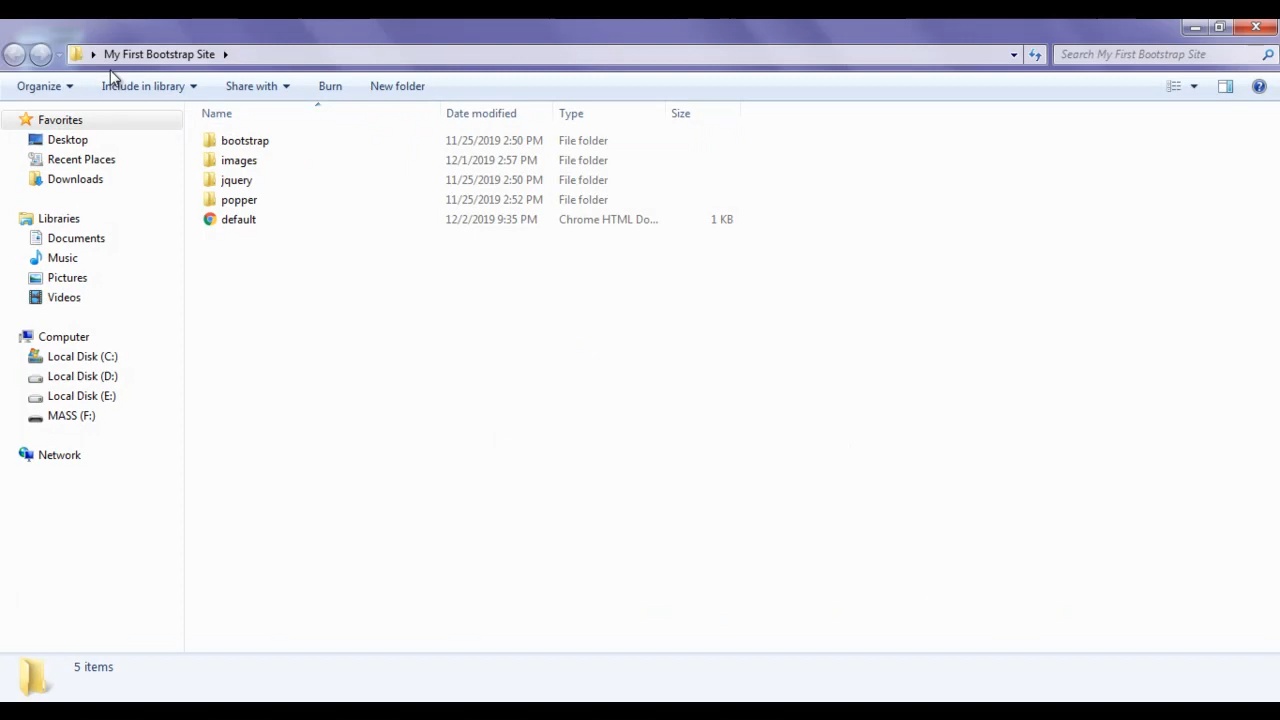 My First Bootstrap Site
Search My First Bootstrap Site
Organize Include in library Share with Burn New folder
Name Date modified Type Size
Favorites
Desktop
Recent Places
Downloads
Libraries
Documents
Music
Pictures
Videos
Computer
Local Disk (C:)
Local Disk (D:)
Local Disk (E:)
MASS (F:)
Network
bootstrap 11/25/2019 2:50 PM File folder
images 12/1/2019 2:57 PM File folder
jquery 11/25/2019 2:50 PM File folder
popper 11/25/2019 2:52 PM File folder
default 12/2/2019 9:35 PM Chrome HTML Do... 1 KB
5 items